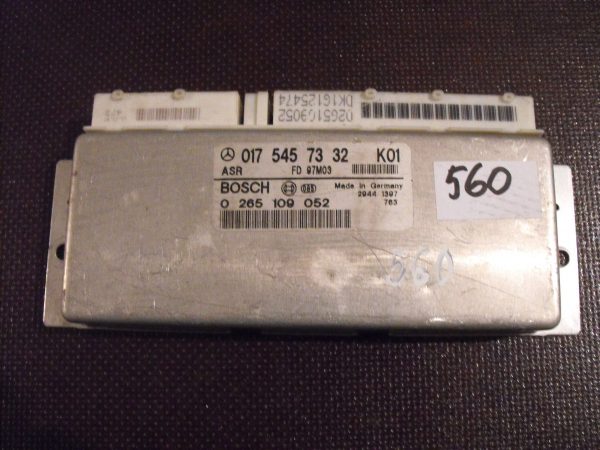 0265109052
DK16125474
017 545 73 32 K01
ASR FD 97M03
BOSCH Made in Germany
2944 1397
0 265 109 052 763
560
560